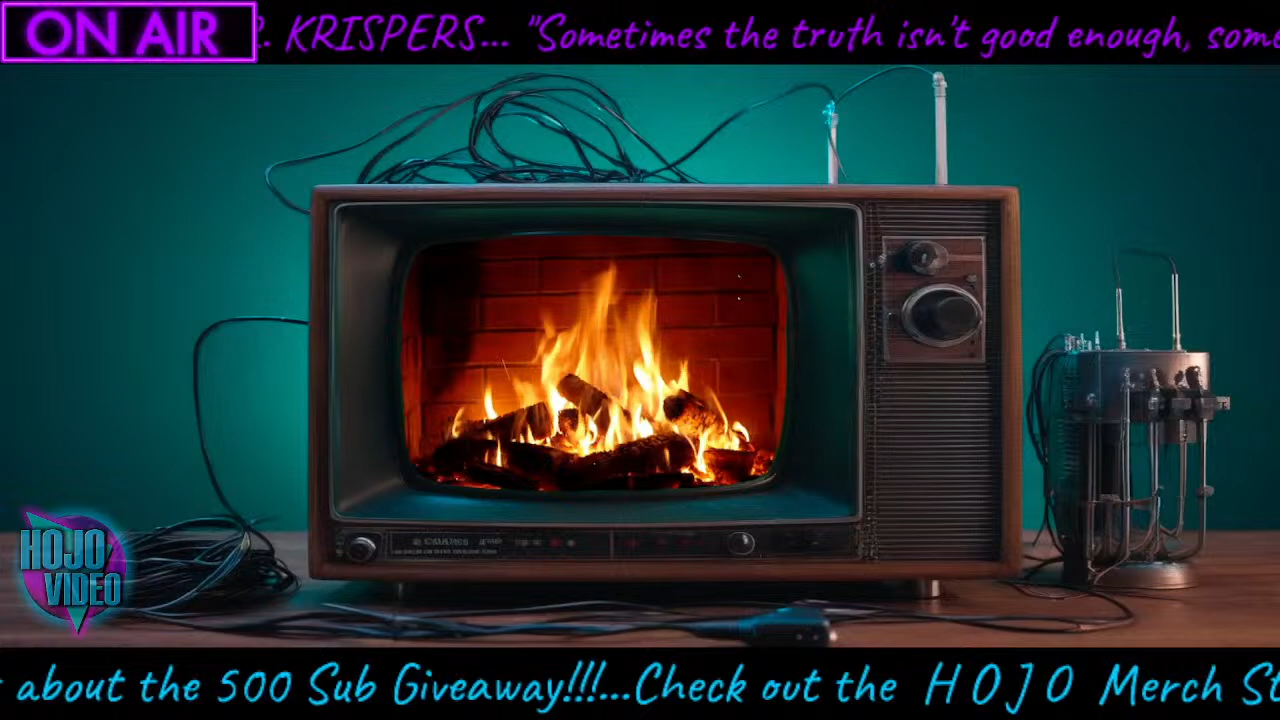 ON AIR
. KRISPERS... "Sometimes the truth isn't good enough, some
HOJO
VIDEO
about the 500 Sub Giveaway!!!...Check out the HOJO Merch St